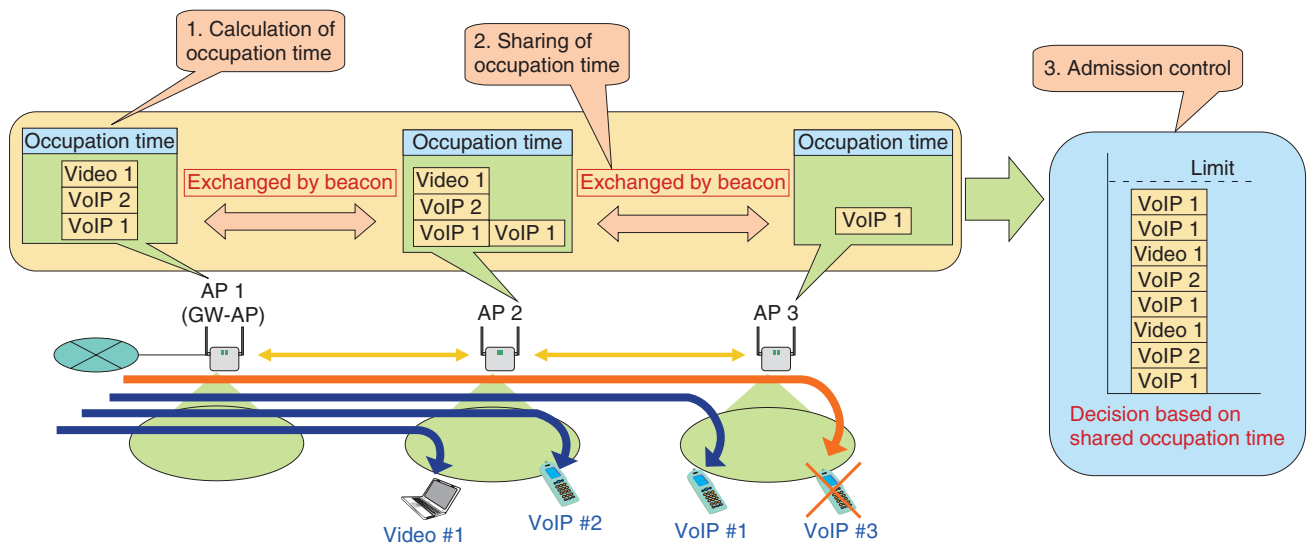 1. Calculation of
occupation time
2. Sharing of
occupation time
3. Admission control
Occupation time
Video 1
VoIP 2
VoIP 1
Exchanged by beacon
Occupation time
Video 1
VoIP 2
VoIP 1 VoIP 1
Exchanged by beacon
Occupation time
VoIP 1
Limit
VoIP 1
VoIP 1
Video 1
VoIP 2
VoIP 1
Video 1
VoIP 2
VoIP 1
Decision based on
shared occupation time
AP 1
(GW-AP)
AP 2
AP 3
Video #1
VoIP #2
VoIP #1
VoIP #3